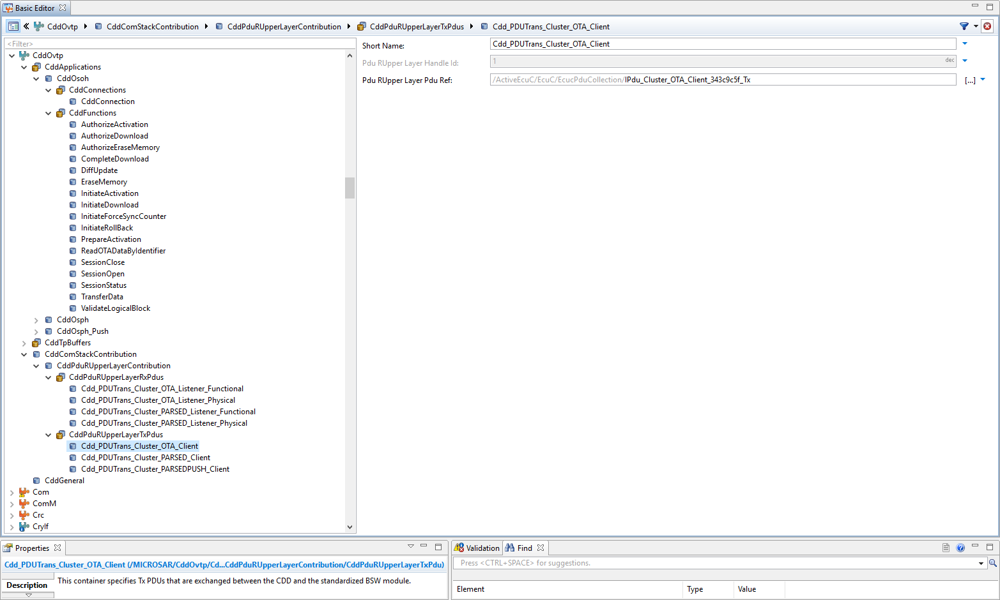 Basic Editor
CddOvtp CddComStackContribution CddPduRUpperLayerContribution CddPduRUpperLayerTxPdus Cdd_PDUTrans_Cluster_OTA_Client
<Filter>
CddOvtp
CddApplications
CddOsoh
CddConnections
CddConnection
CddFunctions
AuthorizeActivation
AuthorizeDownload
AuthorizeEraseMemory
CompleteDownload
DiffUpdate
EraseMemory
InitiateActivation
InitiateDownload
InitiateForceSyncCounter
InitiateRollBack
PrepareActivation
ReadOTADataByIdentifier
SessionClose
SessionOpen
SessionStatus
TransferData
ValidateLogicalBlock
CddOsph
CddOsph_Push
CddTpBuffers
CddComStackContribution
CddPduRUpperLayerContribution
CddPduRUpperLayerRxPdus
Cdd_PDUTrans_Cluster_OTA_Listener_Functional
Cdd_PDUTrans_Cluster_OTA_Listener_Physical
Cdd_PDUTrans_Cluster_PARSED_Listener_Functional
Cdd_PDUTrans_Cluster_PARSED_Listener_Physical
CddPduRUpperLayerTxPdus
Cdd_PDUTrans_Cluster_OTA_Client
Cdd_PDUTrans_Cluster_PARSED_Client
Cdd_PDUTrans_Cluster_PARSEDPUSH_Client
CddGeneral
Com
ComM
Crc
CryIf
Short Name: Cdd_PDUTrans_Cluster_OTA_Client
Pdu RUpper Layer Handle Id: 1 dec
Pdu RUpper Layer Pdu Ref: /ActiveEcuC/EcuC/EcucPduCollection/IPdu_Cluster_OTA_Client_343c9c5f_Tx [...]
Properties
Cdd_PDUTrans_Cluster_OTA_Client (/MICROSAR/CddOvtp/Cd...CddPduRUpperLayerContribution/CddPduRUpperLayerTxPdu)
Description This container specifies Tx PDUs that are exchanged between the CDD and the standardized BSW module.
Validation Find
Press <CTRL+SPACE> for suggestions.
Element Type Value